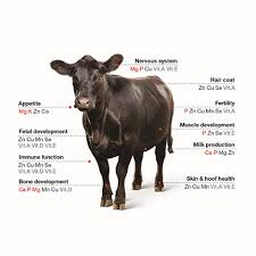 Nervous system
Mg P Cu Vit.A Vit.E
Hair coat
Zn Cu Se Vit.A
Appetite
Mg K Zn Co
Fertility
P Zn Cu Mn Se Vit.A
Muscle development
P Zn Se Vit.E
Fetal development
Zn Cu Mn Se
Vit.A Vit.D Vit.E
Milk production
Ca P Mg Zn
Immune function
Zn Cu Mn Se
Vit.A Vit.D Vit.E
Bone development
Ca P Mg Mn Cu Vit.D
Skin & hoof health
Zn Cu Mn Vit.A Vit.E